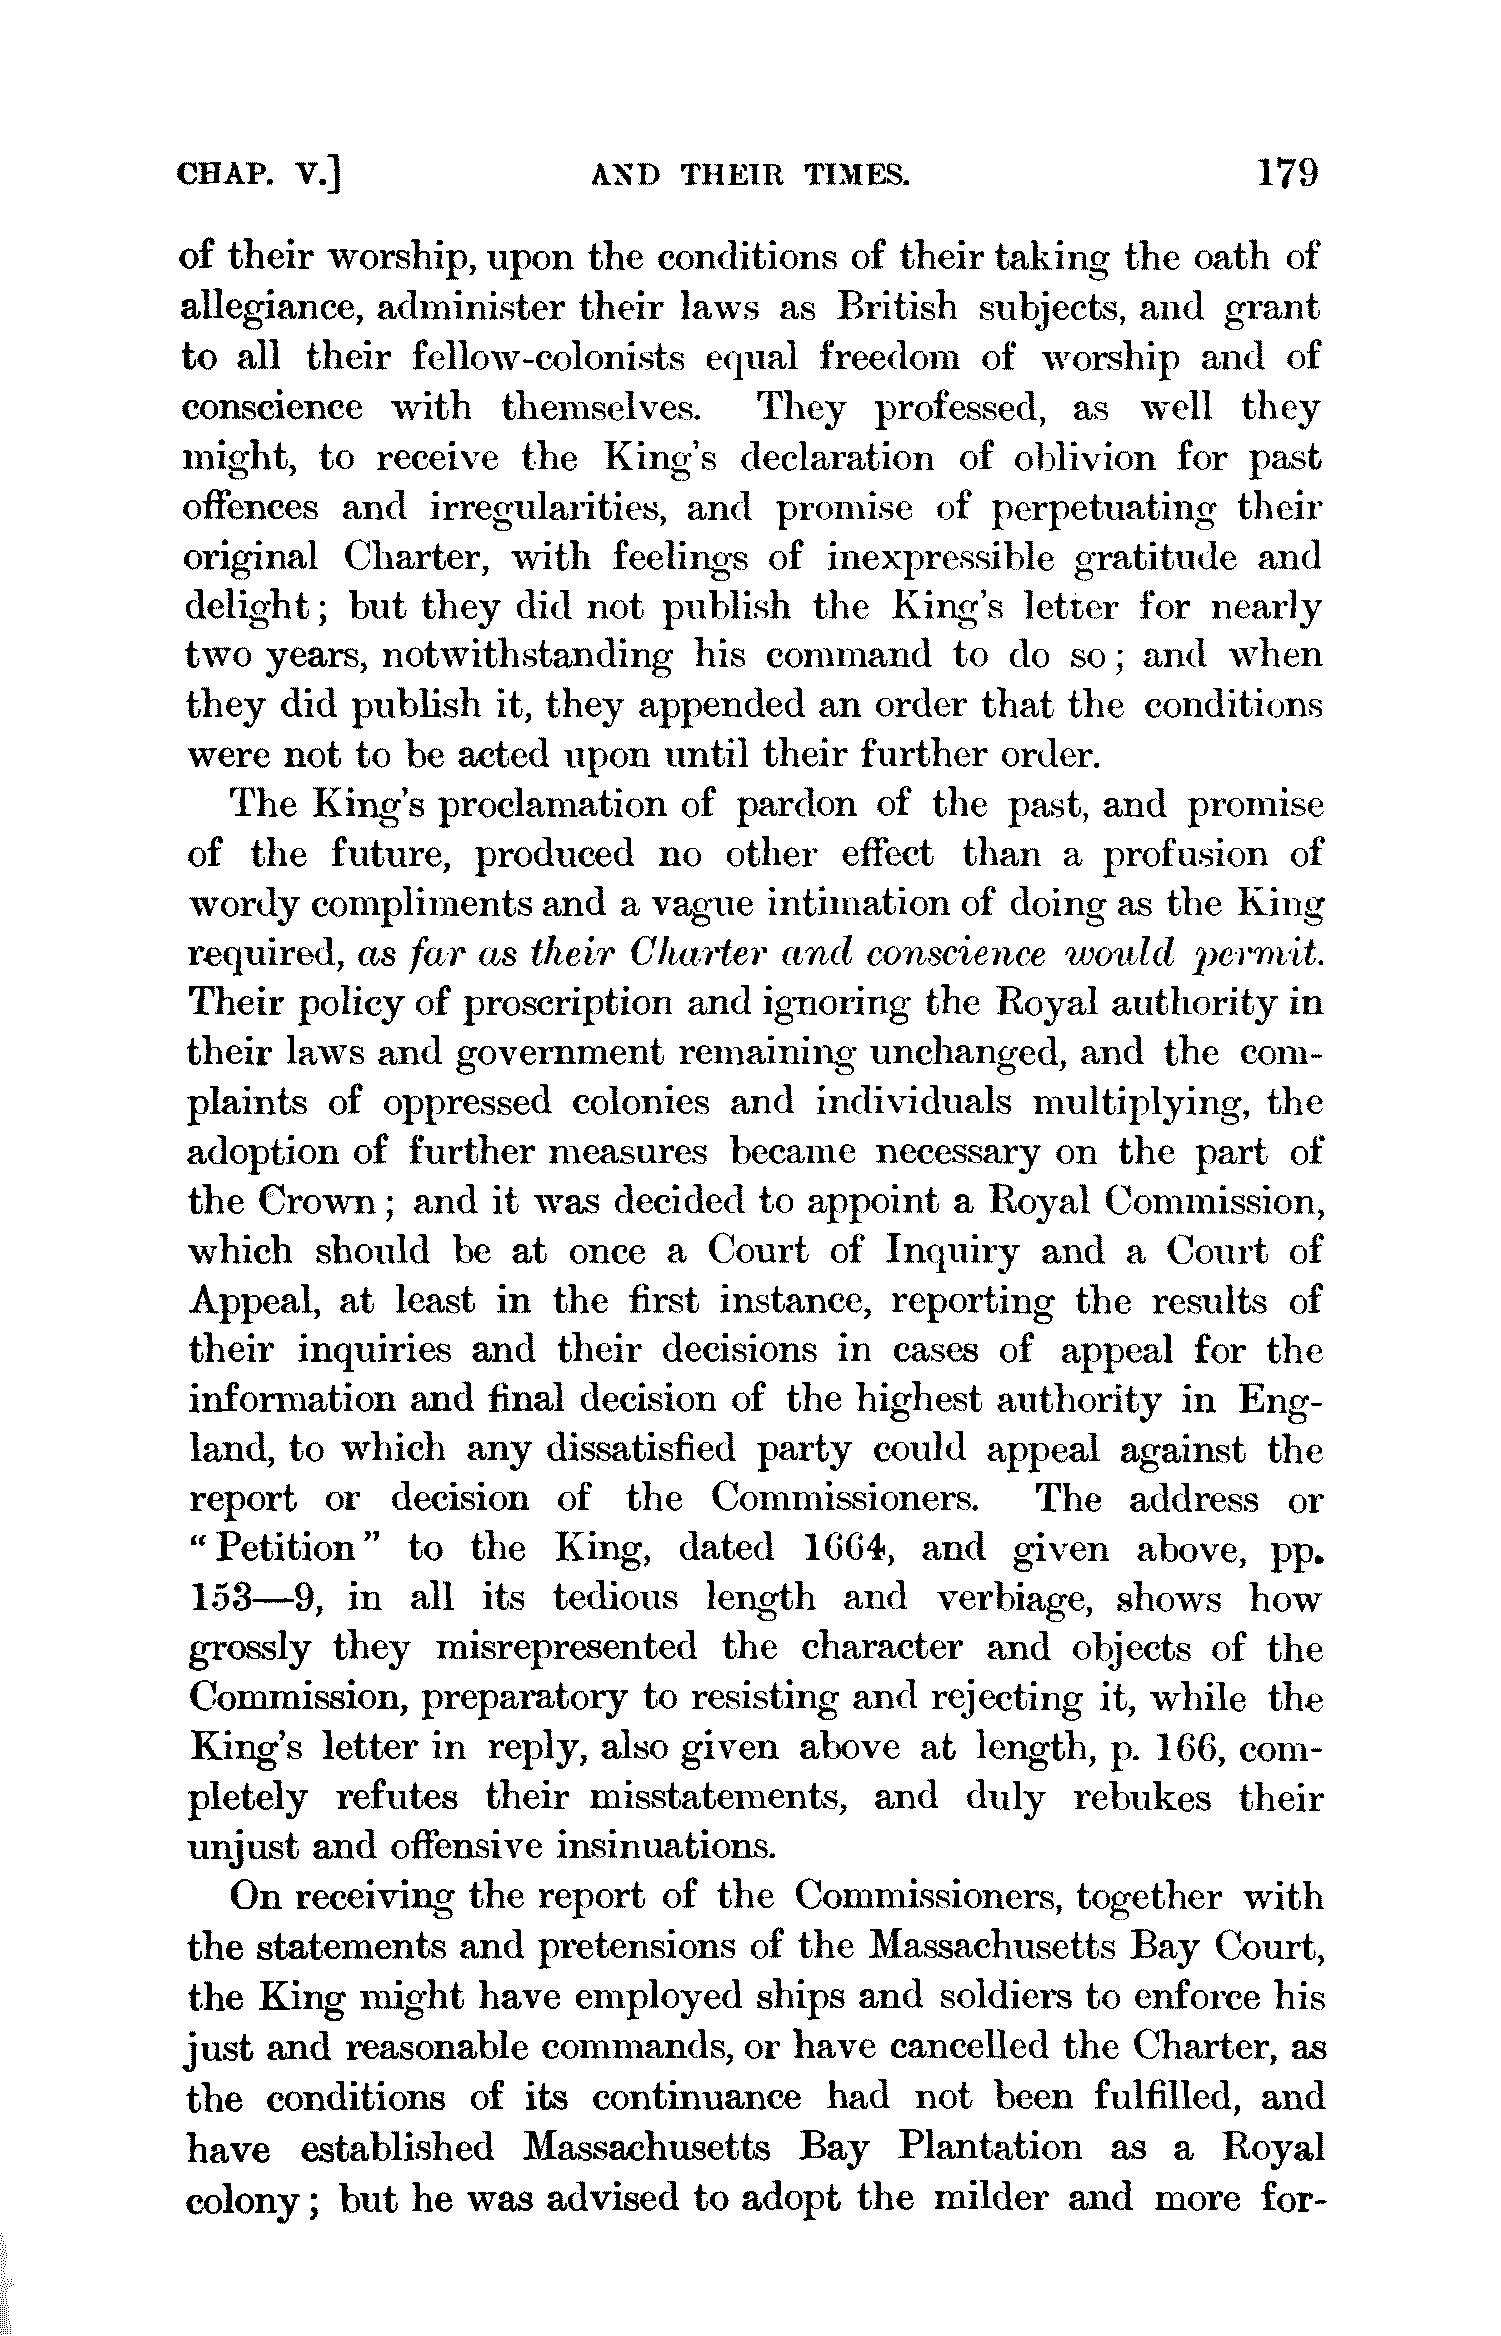 CHAP. V.] AND THEIR TIMES. 179
of their worship, upon the conditions of their taking the oath of
allegiance, administer their laws as British subjects, and grant
to all their fellow-colonists equal freedom of worship and of
conscience with themselves. They professed, as well they
might, to receive the King's declaration of oblivion for past
offences and irregularities, and promise of perpetuating their
original Charter, with feelings of inexpressible gratitude and
delight; but they did not publish the King's letter for nearly
two years, notwithstanding his command to do so; and when
they did publish it, they appended an order that the conditions
were not to be acted upon until their further order.
The King's proclamation of pardon of the past, and promise
of the future, produced no other effect than a profusion of
wordy compliments and a vague intimation of doing as the King
required, as far as their Charter and conscience would permit.
Their policy of proscription and ignoring the Royal authority in
their laws and government remaining unchanged, and the com-
plaints of oppressed colonies and individuals multiplying, the
adoption of further measures became necessary on the part of
the Crown; and it was decided to appoint a Royal Commission,
which should be at once a Court of Inquiry and a Court of
Appeal, at least in the first instance, reporting the results of
their inquiries and their decisions in cases of appeal for the
information and final decision of the highest authority in Eng-
land, to which any dissatisfied party could appeal against the
report or decision of the Commissioners. The address or
"Petition" to the King, dated 1664, and given above, pp.
153—9, in all its tedious length and verbiage, shows how
grossly they misrepresented the character and objects of the
Commission, preparatory to resisting and rejecting it, while the
King's letter in reply, also given above at length, p. 166, com-
pletely refutes their misstatements, and duly rebukes their
unjust and offensive insinuations.
On receiving the report of the Commissioners, together with
the statements and pretensions of the Massachusetts Bay Court,
the King might have employed ships and soldiers to enforce his
just and reasonable commands, or have cancelled the Charter, as
the conditions of its continuance had not been fulfilled, and
have established Massachusetts Bay Plantation as a Royal
colony; but he was advised to adopt the milder and more for-